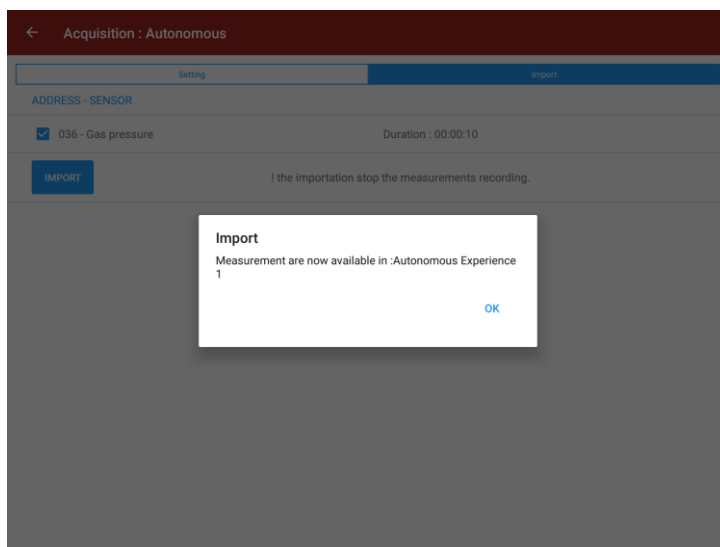 Acquisition : Autonomous
Setting
Import
ADDRESS - SENSOR
036 - Gas pressure
Duration : 00:00:10
IMPORT
! the importation stop the measurements recording.
Import
Measurement are now available in :Autonomous Experience
1
OK